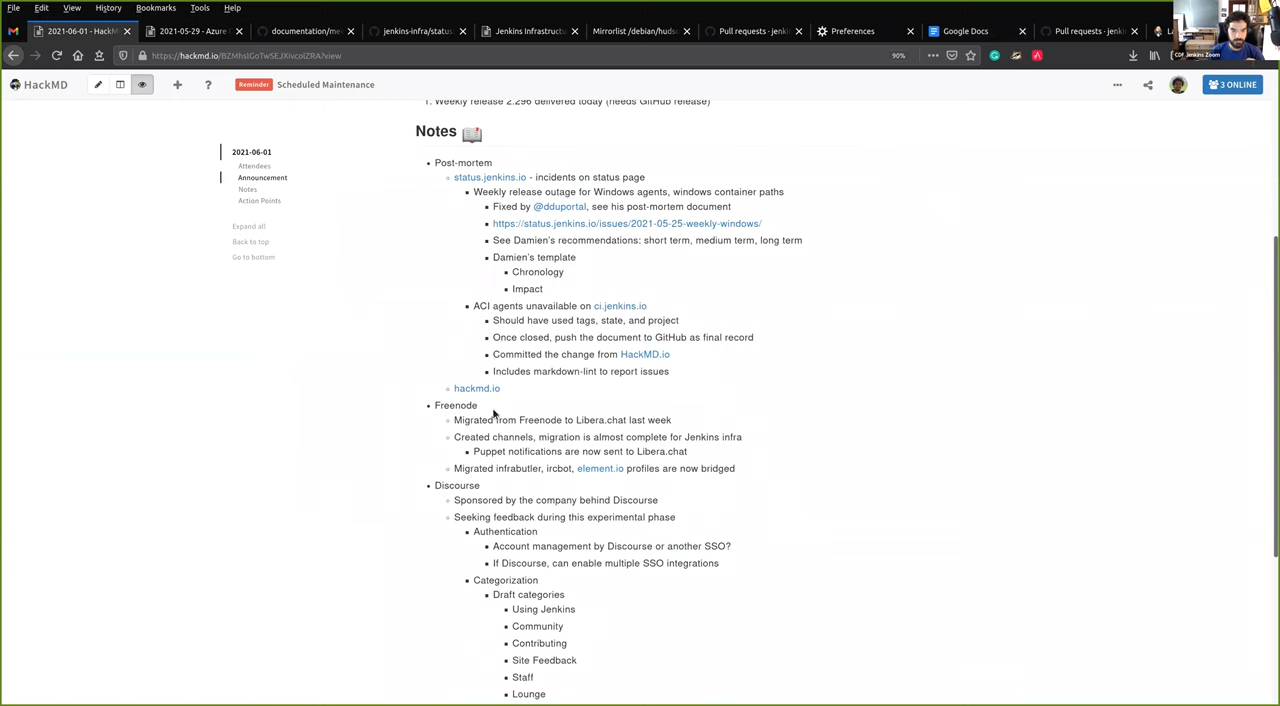 File Edit View History Bookmarks Tools Help
2021-06-01 - HackMD
2021-05-29 - Azure
documentation/me
jenkins-infra/status
Jenkins Infrastruct
Mirrorlist /debian/huds
Pull requests · jenki
Preferences
Google Docs
Pull requests · jenki
https://hackmd.io/BZMhslGoTwSEJXivcolZRA?view
90%
CDF Jenkins Zoom
HackMD
Reminder Scheduled Maintenance
3 ONLINE
1. Weekly release 2.296 delivered today (needs GitHub release)
Notes
2021-06-01
Attendees
Announcement
Notes
Action Points
Expand all
Back to top
Go to bottom
Post-mortem
status.jenkins.io - incidents on status page
Weekly release outage for Windows agents, windows container paths
Fixed by @dduportal, see his post-mortem document
https://status.jenkins.io/issues/2021-05-25-weekly-windows/
See Damien's recommendations: short term, medium term, long term
Damien's template
Chronology
Impact
ACI agents unavailable on ci.jenkins.io
Should have used tags, state, and project
Once closed, push the document to GitHub as final record
Committed the change from HackMD.io
Includes markdown-lint to report issues
hackmd.io
Freenode
Migrated from Freenode to Libera.chat last week
Created channels, migration is almost complete for Jenkins infra
Puppet notifications are now sent to Libera.chat
Migrated infrabutler, ircbot, element.io profiles are now bridged
Discourse
Sponsored by the company behind Discourse
Seeking feedback during this experimental phase
Authentication
Account management by Discourse or another SSO?
If Discourse, can enable multiple SSO integrations
Categorization
Draft categories
Using Jenkins
Community
Contributing
Site Feedback
Staff
Lounge